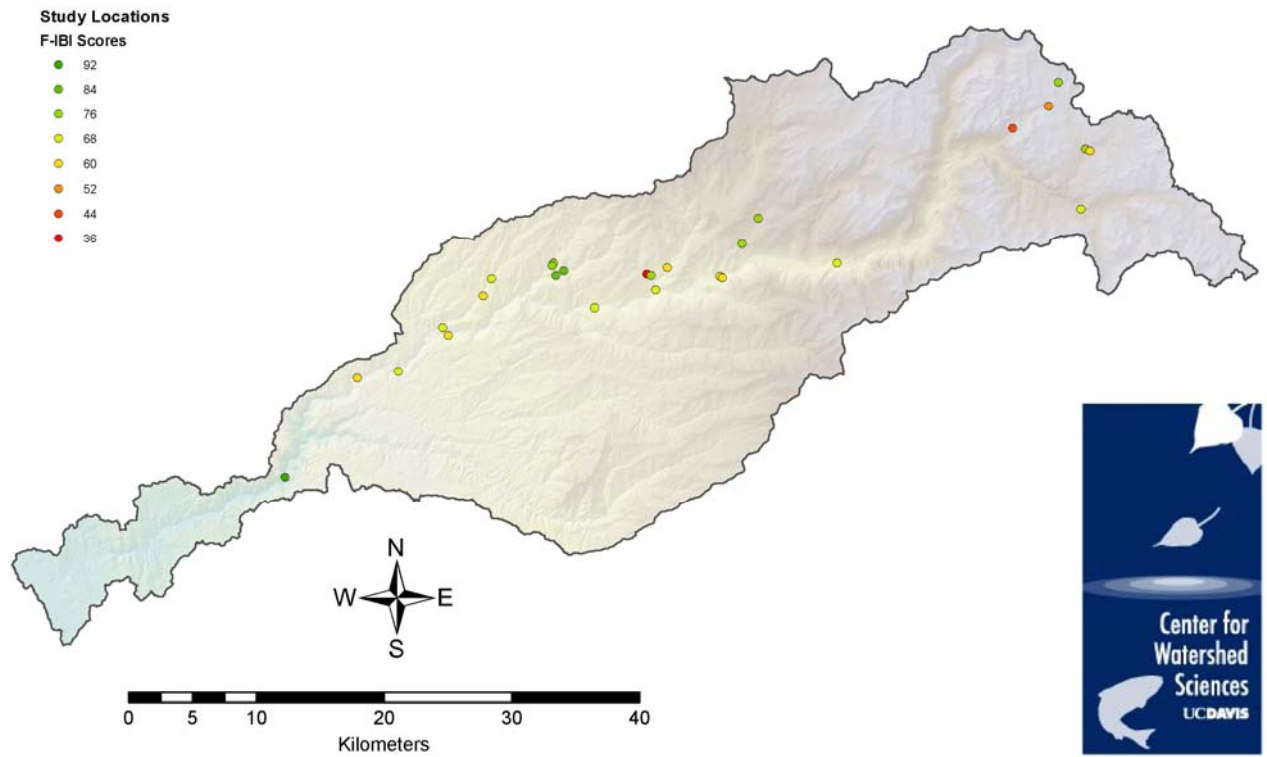 Study Locations
F-IBI Scores
92
84
76
68
60
52
44
36
N
W E
S
0 5 10 20 30 40
Kilometers
Center for
Watershed
Sciences
UCDAVIS